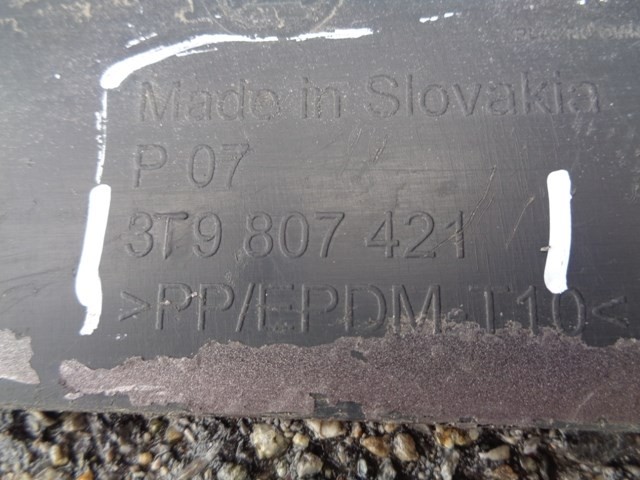 Made in Slovakia
P 07
3T9 807 421
>PP/EPDM-T10<